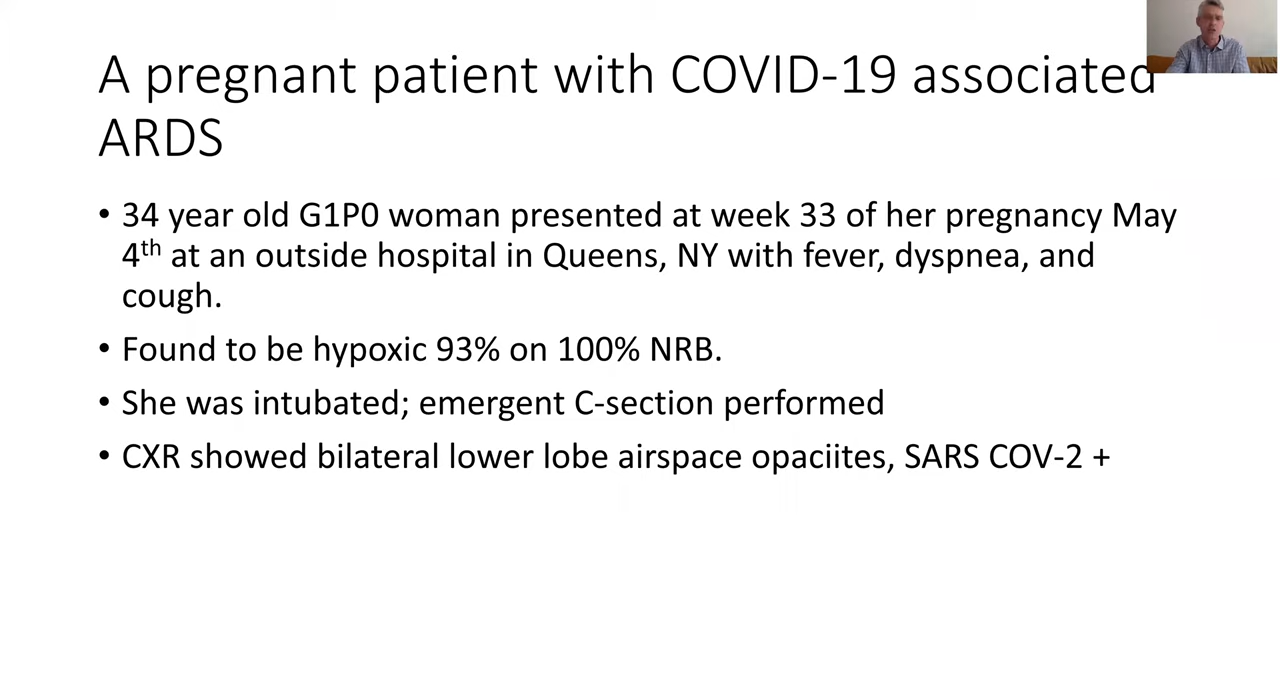 A pregnant patient with COVID-19 associated
ARDS
• 34 year old G1P0 woman presented at week 33 of her pregnancy May
4th at an outside hospital in Queens, NY with fever, dyspnea, and
cough.
• Found to be hypoxic 93% on 100% NRB.
• She was intubated; emergent C-section performed
• CXR showed bilateral lower lobe airspace opaciites, SARS COV-2 +